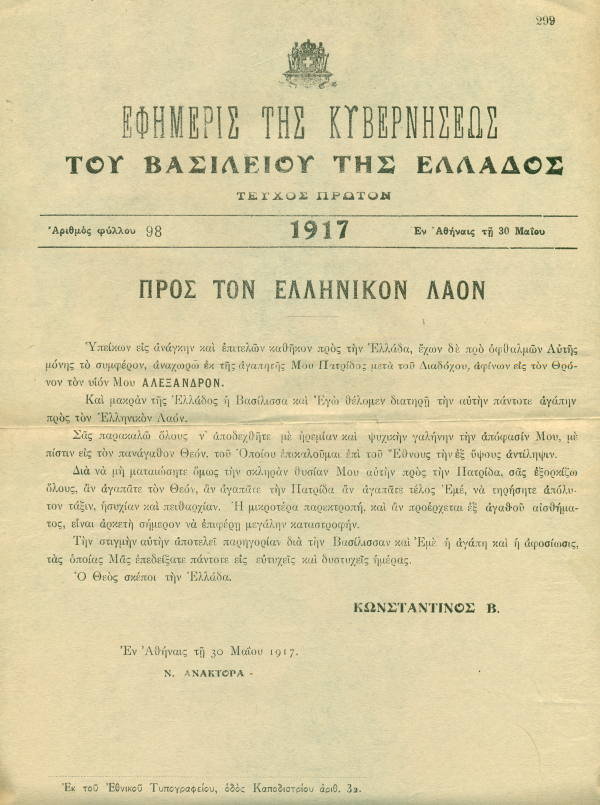 299
ΕΦΗΜΕΡΙΣ ΤΗΣ ΚΥΒΕΡΝΗΣΕΩΣ
ΤΟΥ ΒΑΣΙΛΕΙΟΥ ΤΗΣ ΕΛΛΑΔΟΣ
ΤΕΥΧΟΣ ΠΡΩΤΟΝ
Ἀριθμὸς φύλλου 98
1917
Εν Ἀθήναις τῇ 30 Μαΐου
ΠΡΟΣ ΤΟΝ ΕΛΛΗΝΙΚΟΝ ΛΑΟΝ
Ὑπείκων εἰς ἀνάγκην καὶ ἐπιτελῶν καθῆκον πρὸς τὴν Ἑλλάδα, ἔχων δὲ πρὸ ὀφθαλμῶν Αὐτῆς
μόνης τὸ συμφέρον, ἀναχωρῶ ἐκ τῆς ἀγαπητῆς Μου Πατρίδος μετὰ τοῦ Διαδόχου, ἀφίνων εἰς τὸν Θρό-
νον τὸν υἱόν Μου ΑΛΕΞΑΝΔΡΟΝ.
Καὶ μακρὰν τῆς Ἑλλάδος ἡ Βασίλισσα καὶ Ἐγὼ θέλομεν διατηρῇ τὴν αὐτὴν πάντοτε ἀγάπην
πρὸς τὸν Ἑλληνικὸν Λαόν.
Σᾶς παρακαλῶ ὅλους ν' ἀποδεχθῆτε μὲ ἠρεμίαν καὶ ψυχικὴν γαλήνην τὴν ἀπόφασίν Μου, μὲ
πίστιν εἰς τὸν πανάγαθον Θεόν, τοῦ Ὁποίου ἐπικαλοῦμαι ἐπὶ τοῦ Ἔθνους τὴν ἐξ ὕψους ἀντίληψιν.
Διὰ νὰ μὴ ματαιώσητε ὅμως τὴν σκληρὰν θυσίαν Μου αὐτὴν πρὸς τὴν Πατρίδα, σᾶς ἐξορκίζω
ὅλους, ἂν ἀγαπᾶτε τὸν Θεόν, ἂν ἀγαπᾶτε τὴν Πατρίδα ἂν ἀγαπᾶτε τέλος Ἐμέ, νὰ τηρήσητε ἀπόλυ-
τον τάξιν, ἡσυχίαν καὶ πειθαρχίαν. Ἡ μικροτέρα παρεκτροπή, καὶ ἂν προέρχεται ἐξ ἀγαθοῦ αἰσθήμα-
τος, εἶναι ἀρκετὴ σήμερον νὰ ἐπιφέρῃ μεγάλην καταστροφήν.
Τὴν στιγμὴν αὐτὴν ἀποτελεῖ παρηγορίαν διὰ τὴν Βασίλισσαν καὶ Ἐμὲ ἡ ἀγάπη καὶ ἡ ἀφοσίωσις,
τὰς ὁποίας Μᾶς ἐπεδείξατε πάντοτε εἰς εὐτυχεῖς καὶ δυστυχεῖς ἡμέρας.
Ὁ Θεὸς σκέποι τὴν Ἑλλάδα.
ΚΩΝΣΤΑΝΤΙΝΟΣ Β.
Ἐν Ἀθήναις τῇ 30 Μαΐου 1917.
Ν. ΑΝΑΚΤΟΡΑ -
Ἐκ τοῦ Ἐθνικοῦ Τυπογραφείου, ὁδὸς Καποδιστρίου ἀριθ. 3α.